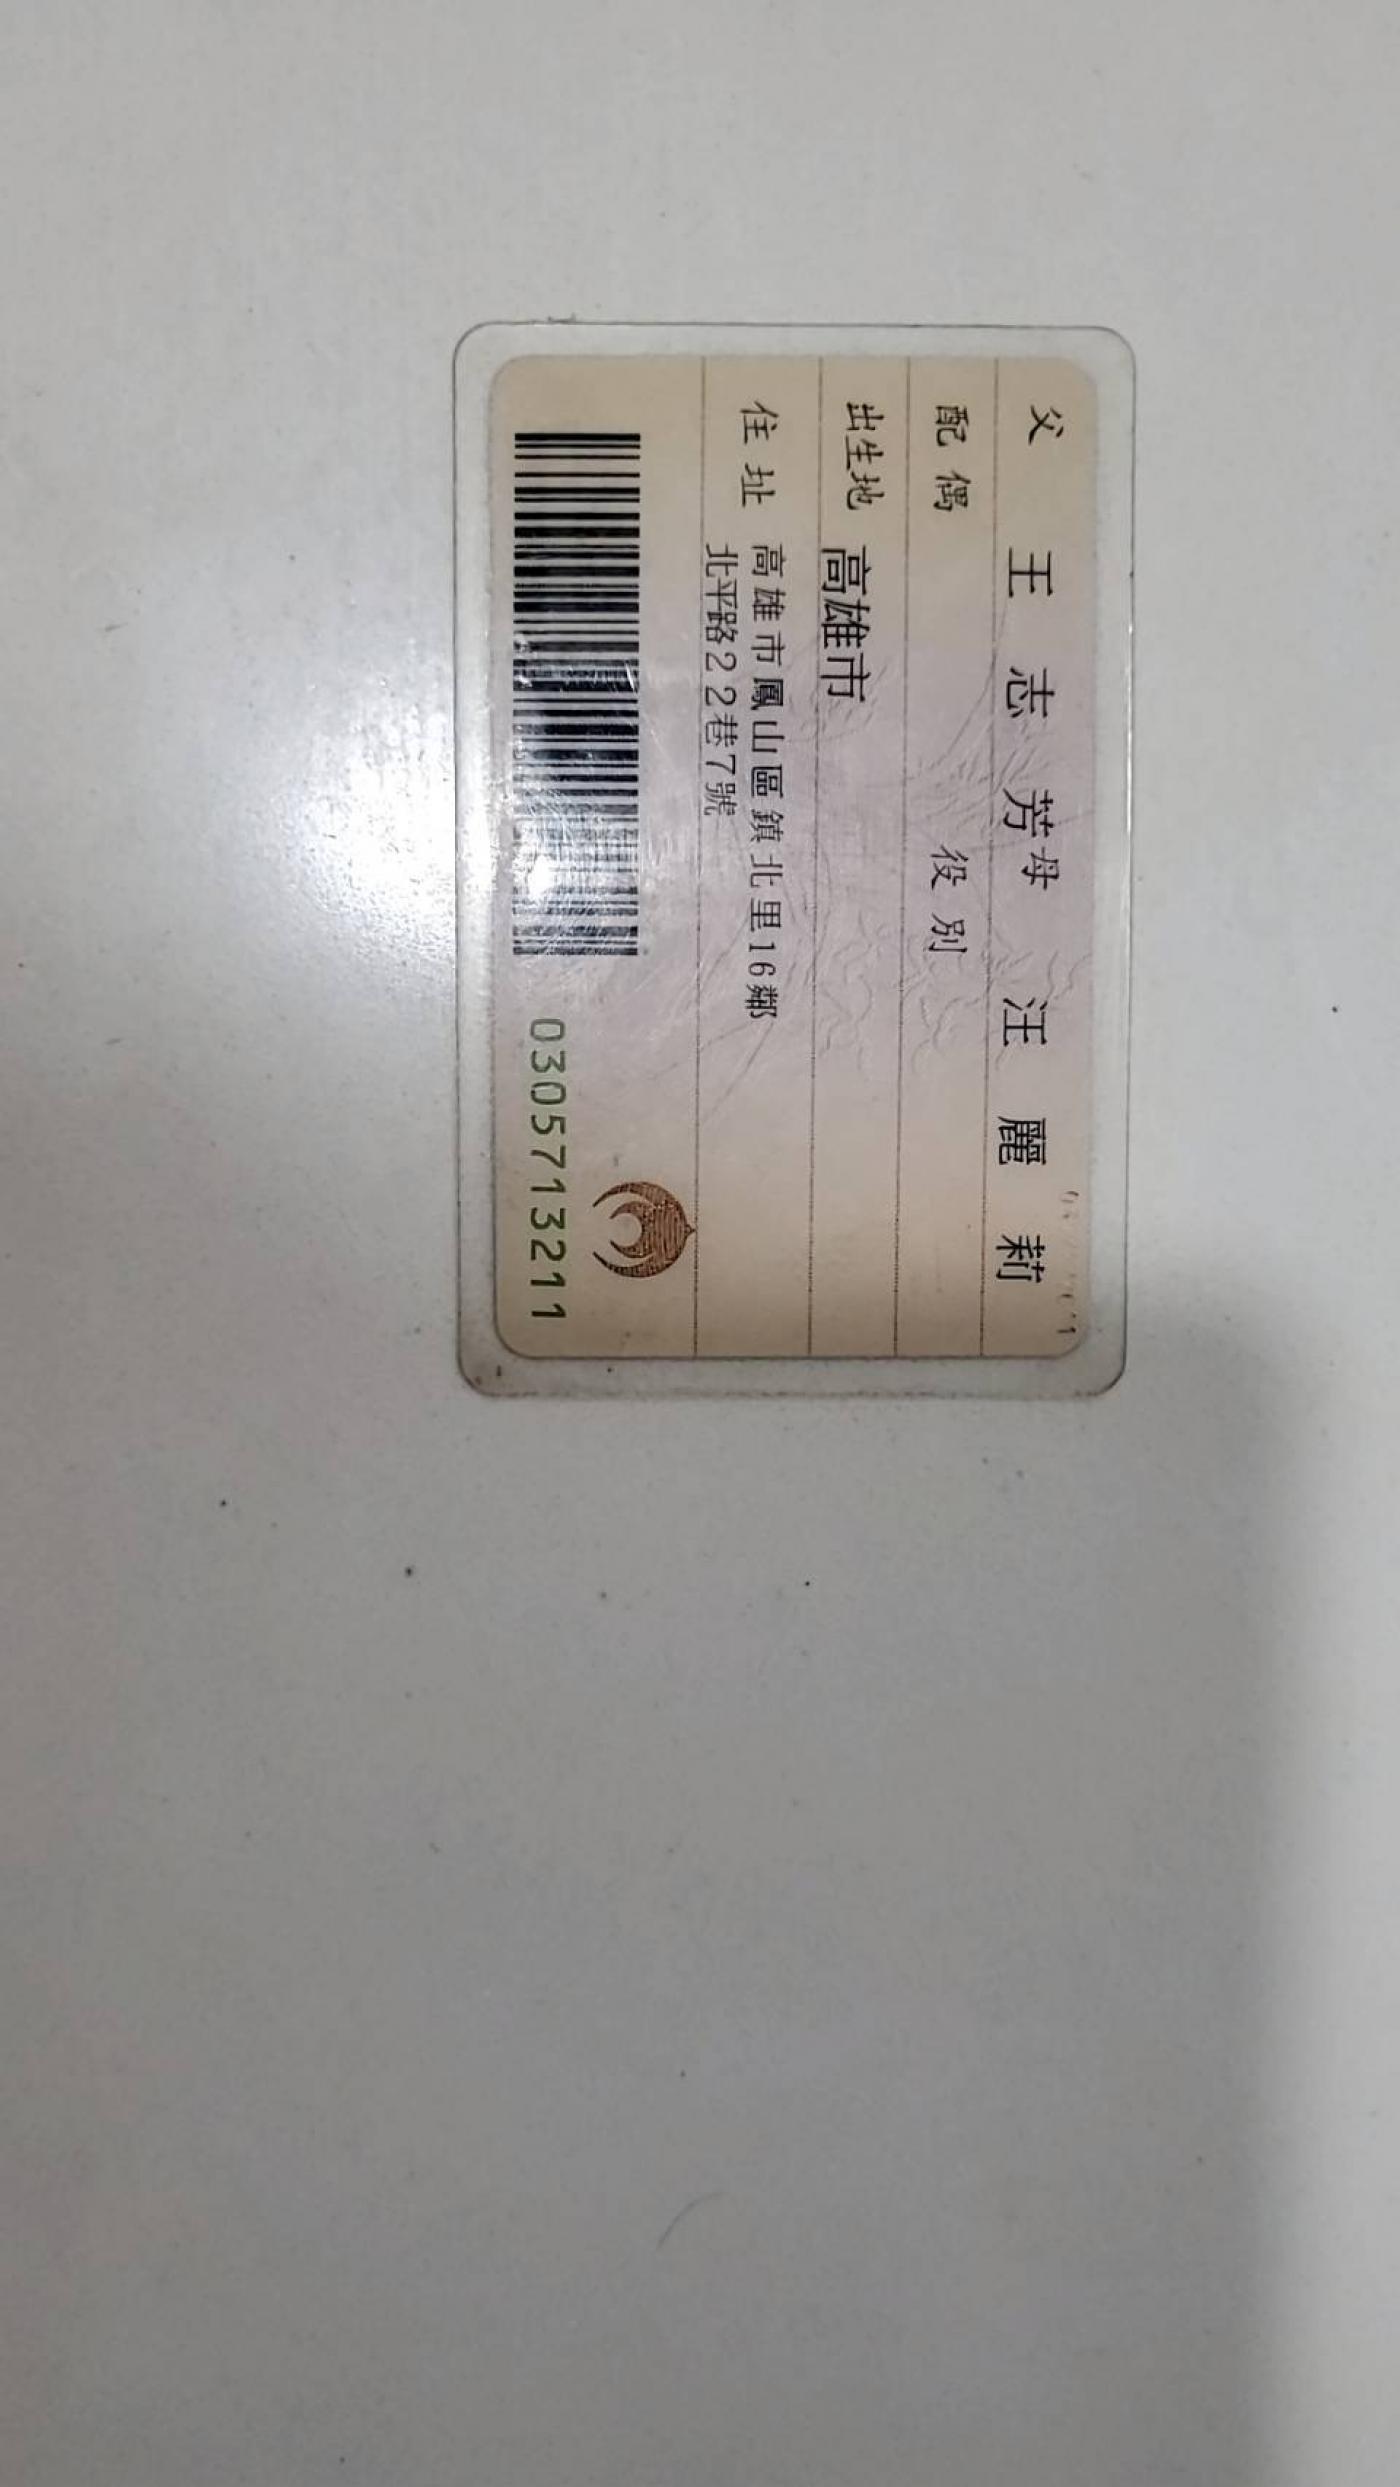 父 王志芳 母 汪麗莉
配偶 役別
出生地 高雄市
住址 高雄市鳳山區鎮北里16鄰
北平路22巷7號
0305713211